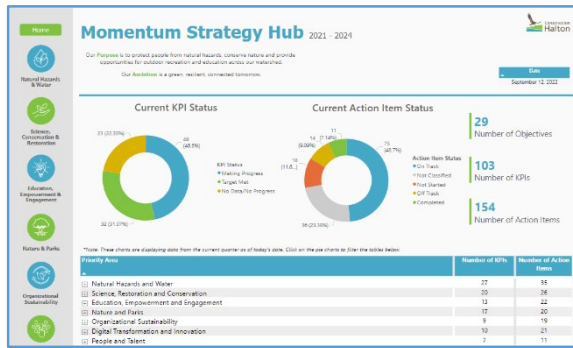 Home
Momentum Strategy Hub 2021 - 2024
Conservation
Halton
Our Purpose is to protect people from natural hazards, conserve nature and provide
opportunities for outdoor recreation and education across our watershed.
Our Ambition is a green, resilient, connected tomorrow.
Date
September 12, 2022
Natural Hazards
& Water
Science,
Conservation &
Restoration
Education,
Empowerment &
Engagement
Nature & Parks
Organizational
Sustainability
Current KPI Status
23 (22.33%)
48
(46.6%)
32 (31.07%)
KPI Status
Making Progress
Target Met
No Data/No Progress
Current Action Item Status
11
(7.14%)
14
(9.09%)
18
(11.6...)
36 (23.38%)
(48.7%)
Action Item Status
On Track
Not Classified
Not Started
Off Track
Completed
29
Number of Objectives
103
Number of KPIs
154
Number of Action Items
*Note: These charts are displaying data from the current quarter as of today's date. Click on the pie charts to filter the tables below.
Priority Area Number of KPIs Number of Action Items
Natural Hazards and Water 27 35
Science, Restoration and Conservation 20 26
Education, Empowerment and Engagement 13 22
Nature and Parks 17 20
Organizational Sustainability 9 19
Digital Transformation and Innovation 10 21
People and Talent 7 11